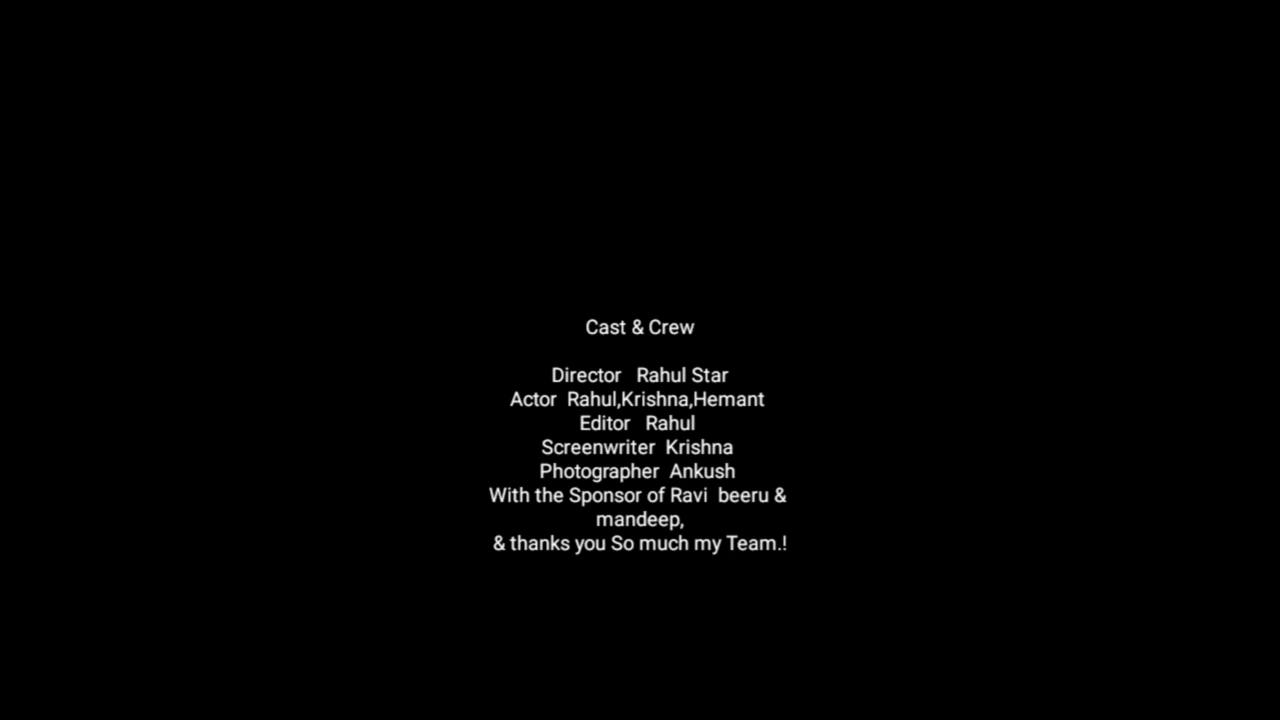 Cast & Crew
Director Rahul Star
Actor Rahul,Krishna,Hemant
Editor Rahul
Screenwriter Krishna
Photographer Ankush
With the Sponsor of Ravi beeru &
mandeep,
& thanks you So much my Team.!